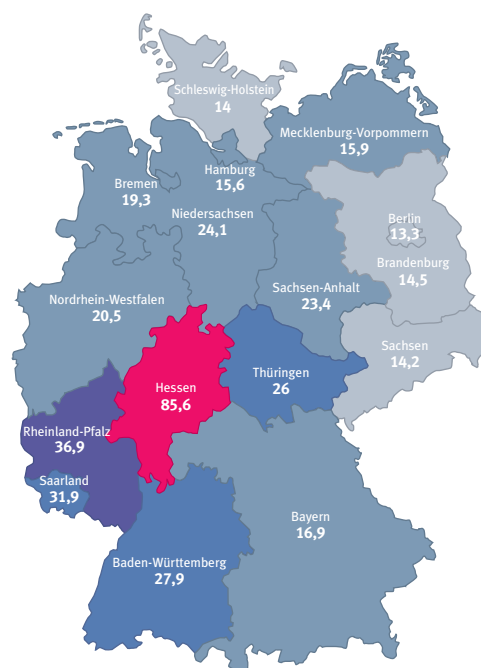 Schleswig-Holstein
14
Mecklenburg-Vorpommern
15,9
Hamburg
15,6
Bremen
19,3
Niedersachsen
24,1
Berlin
13,3
Brandenburg
14,5
Sachsen-Anhalt
23,4
Nordrhein-Westfalen
20,5
Sachsen
14,2
Thüringen
26
Hessen
85,6
Rheinland-Pfalz
36,9
Saarland
31,9
Bayern
16,9
Baden-Württemberg
27,9